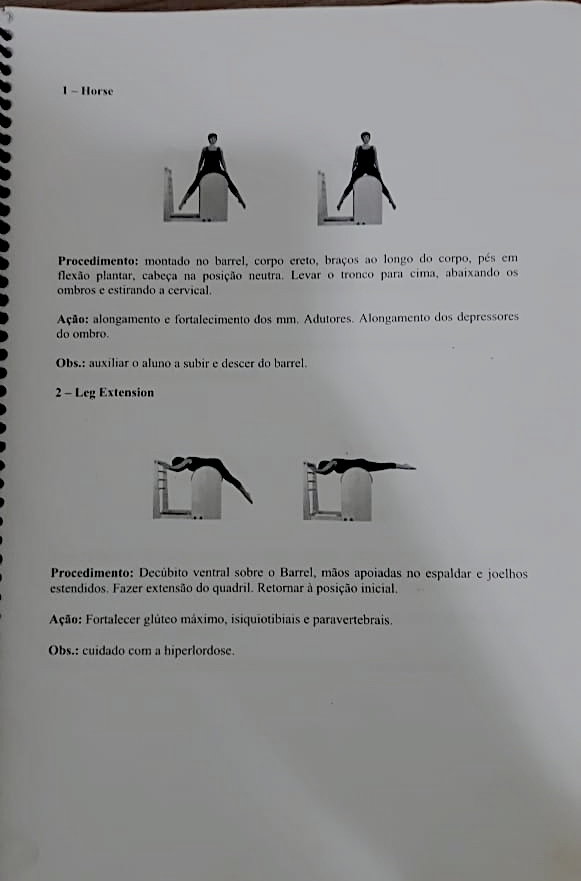 1 – Horse
Procedimento: montado no barrel, corpo ereto, braços ao longo do corpo, pés em
flexão plantar, cabeça na posição neutra. Levar o tronco para cima, abaixando os
ombros e estirando a cervical.
Ação: alongamento e fortalecimento dos mm. Adutores. Alongamento dos depressores
do ombro.
Obs.: auxiliar o aluno a subir e descer do barrel.
2 – Leg Extension
Procedimento: Decúbito ventral sobre o Barrel, mãos apoiadas no espaldar e joelhos
estendidos. Fazer extensão do quadril. Retornar à posição inicial.
Ação: Fortalecer glúteo máximo, isiquiotibiais e paravertebrais.
Obs.: cuidado com a hiperlordose.